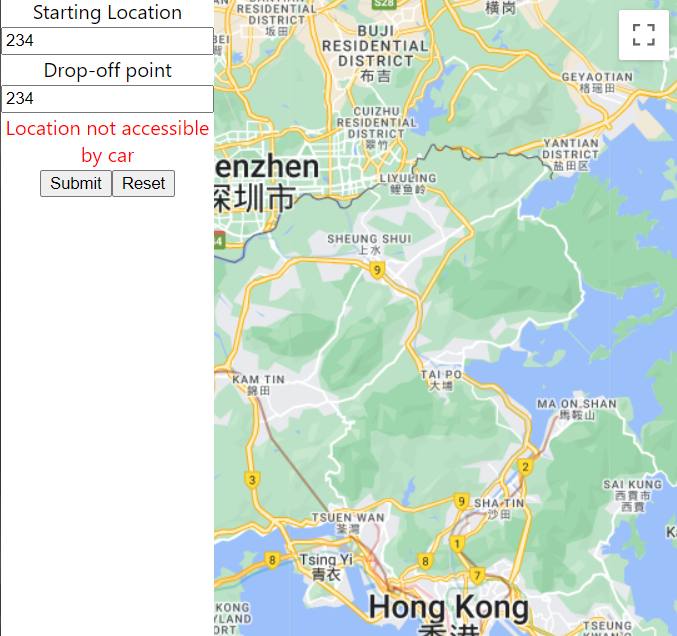 Starting Location
234
Drop-off point
234
Location not accessible
by car
Submit Reset
S28
横岗
RESIDENTIAL
DISTRICT
坂田
BUJI
RESIDENTIAL
DISTRICT
布吉
GEYAOTIAN
格瑶田
CUIZHU
RESIDENTIAL
DISTRICT
翠竹
YANTIAN
DISTRICT
盐田区
enzhen
深圳市
LIYULING
鲤鱼岭
4
SHEUNG SHUI
上水
9
TAI PO
大埔
KAM TIN
錦田
MA ON SHAN
馬鞍山
3
2
SAI KUNG
西貢市
西貢
9
SHA TIN
沙田
TSUEN WAN
荃灣
1
8
Tsing Yi
青衣
8
7
KONG
YLAND
ORT
Hong Kong
香港
TSEUNG
KWAN O